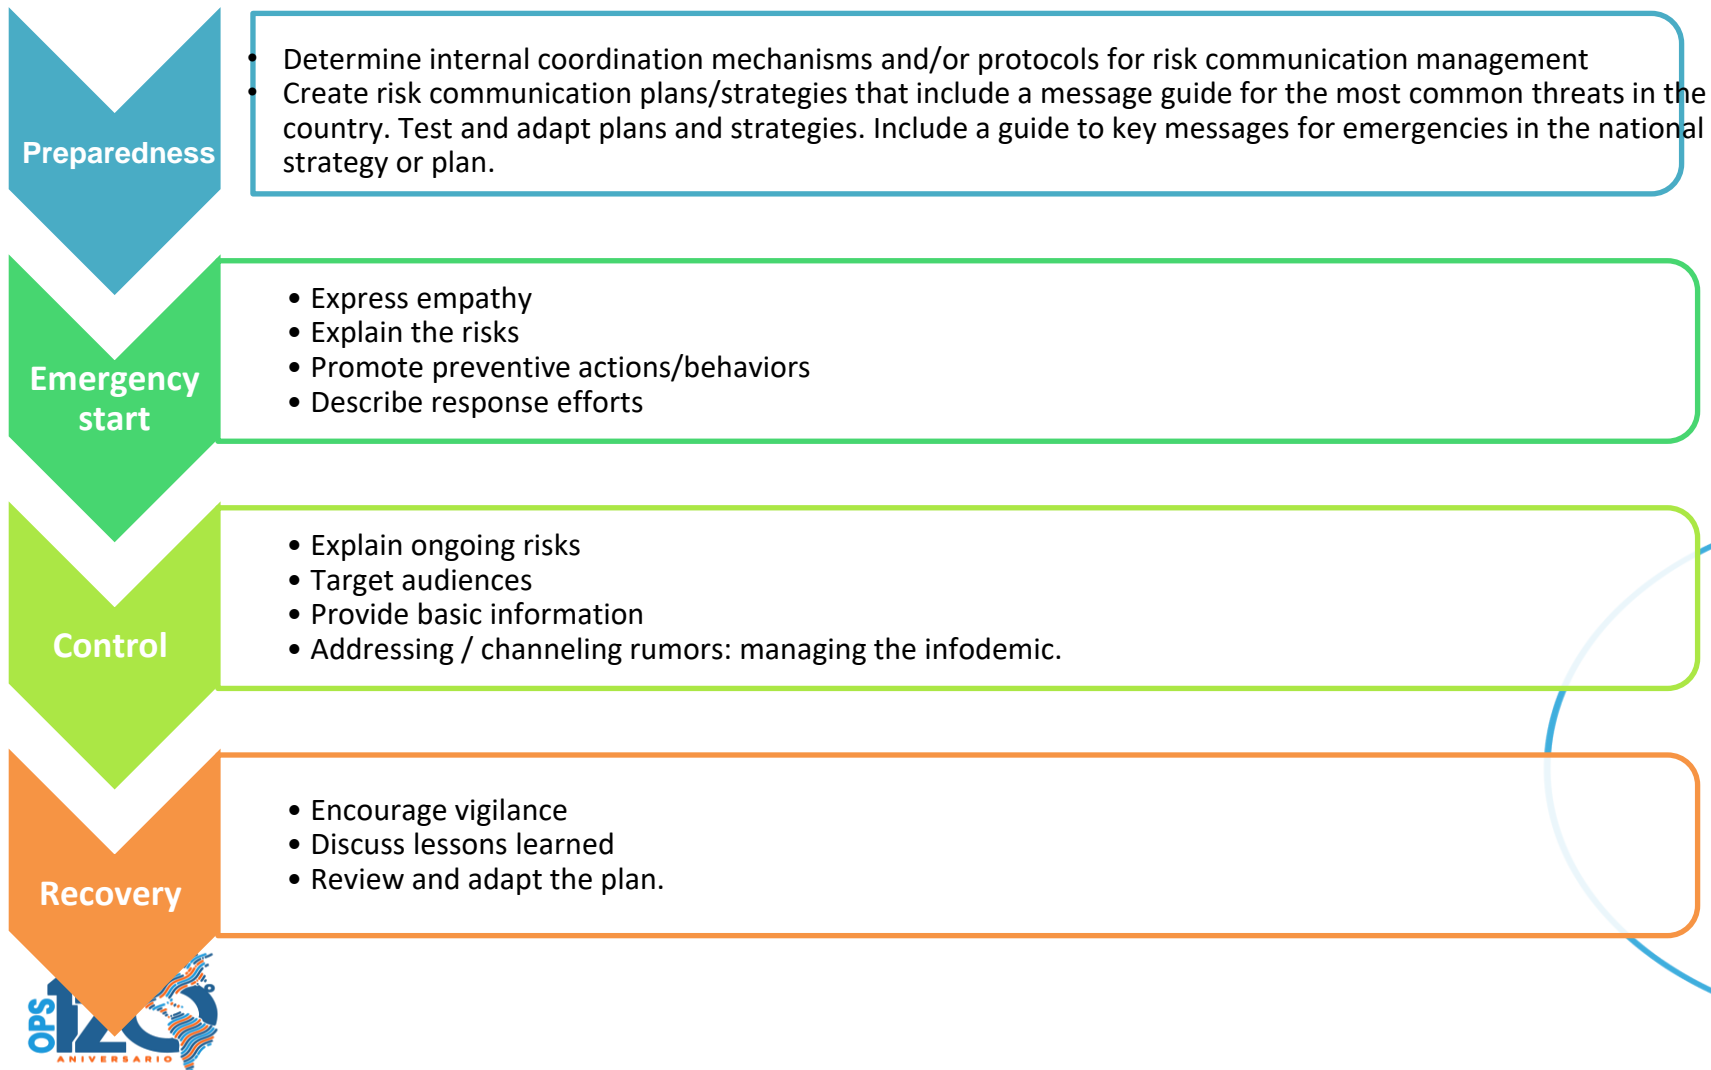 Preparedness
• Determine internal coordination mechanisms and/or protocols for risk communication management
• Create risk communication plans/strategies that include a message guide for the most common threats in the
country. Test and adapt plans and strategies. Include a guide to key messages for emergencies in the national
strategy or plan.
Emergency
start
• Express empathy
• Explain the risks
• Promote preventive actions/behaviors
• Describe response efforts
Control
• Explain ongoing risks
• Target audiences
• Provide basic information
• Addressing / channeling rumors: managing the infodemic.
Recovery
• Encourage vigilance
• Discuss lessons learned
• Review and adapt the plan.
OPS
120
ANIVERSARIO